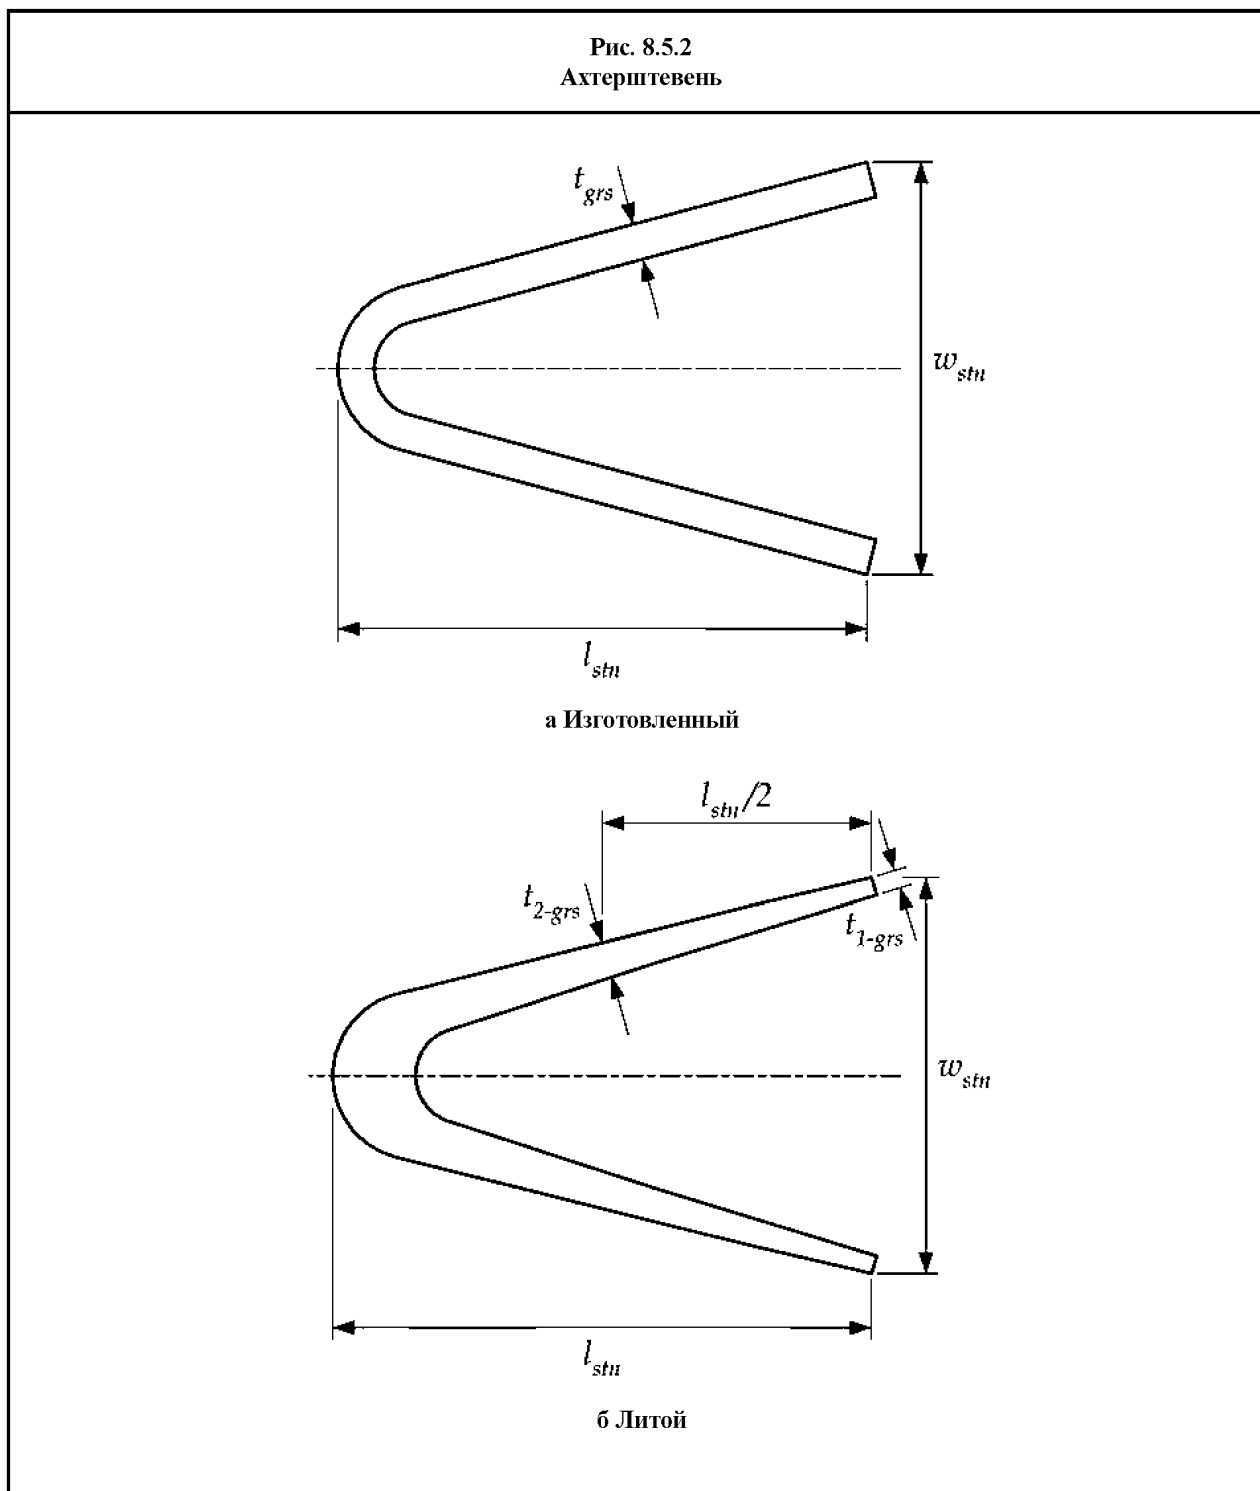 Рис. 8.5.2
Ахтерштевень
t_grs
w_stn
l_stn
а Изготовленный
l_stn/2
t_2-grs
t_1-grs
w_stn
l_stn
б Литой